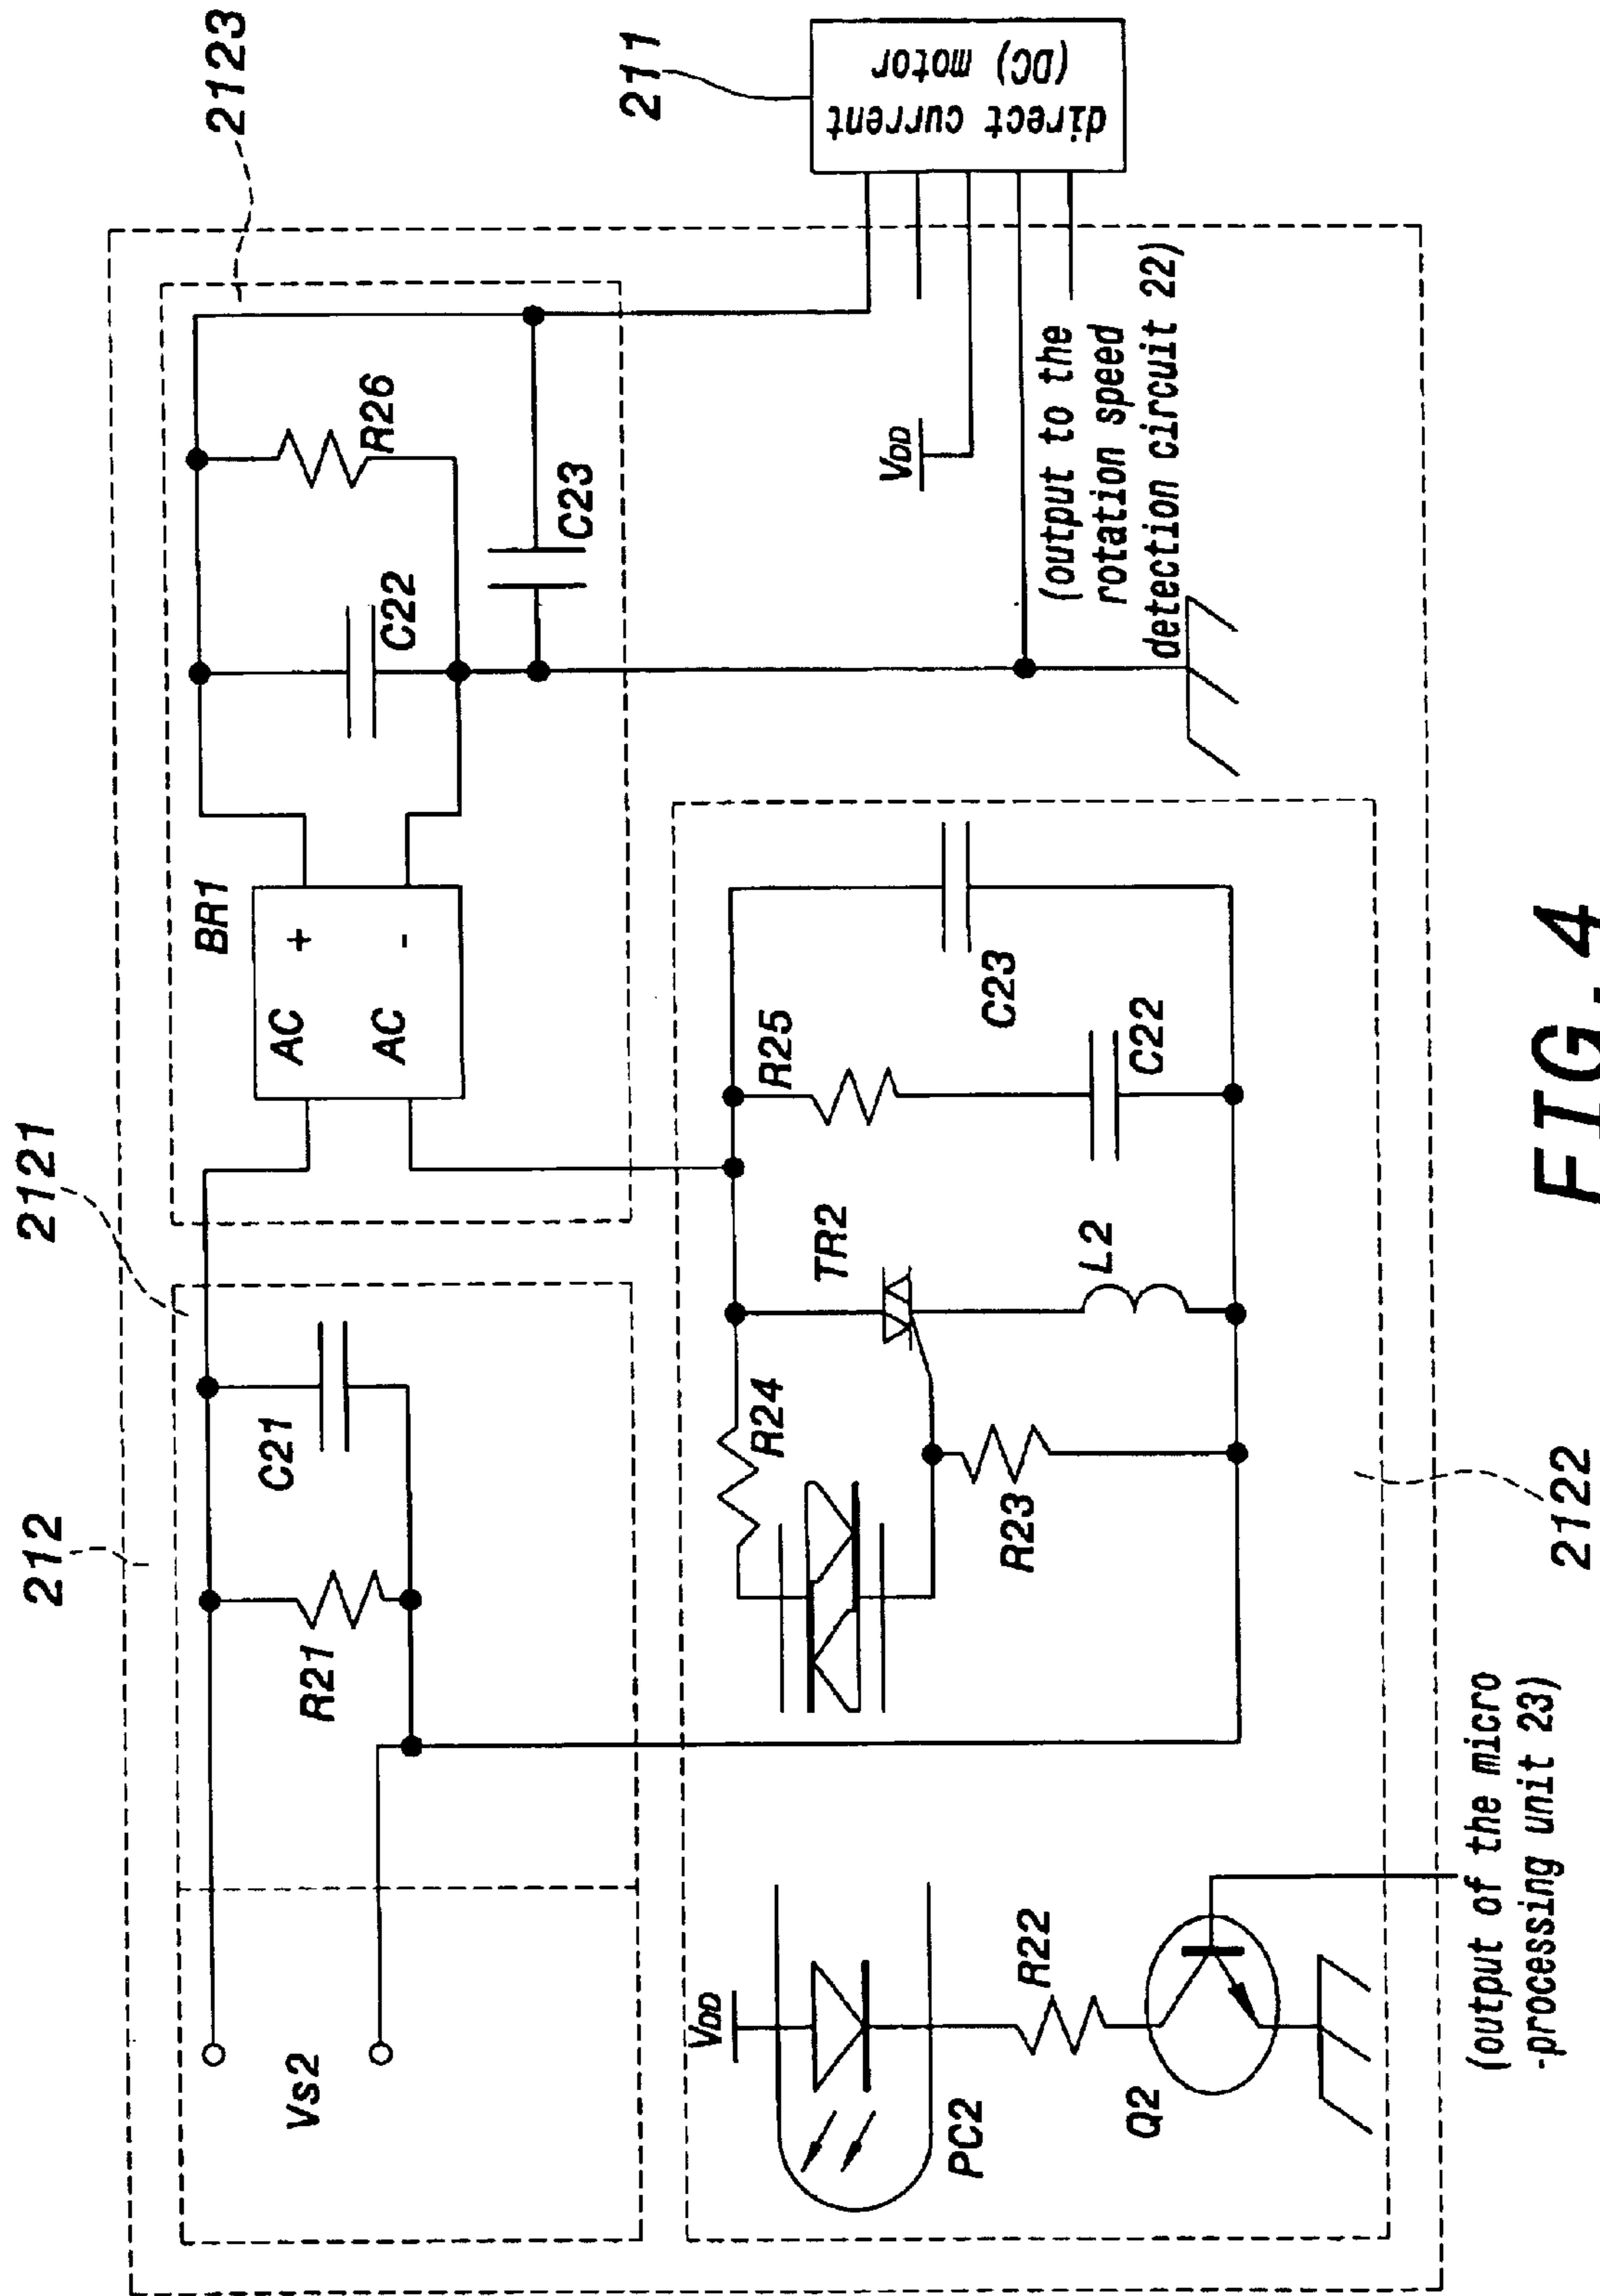 212
2121
2123
211
Vs2
R21
C21
BR1
AC +
AC -
C22
R26
C23
direct current
(DC) motor
VDD
(output to the
rotation speed
detection circuit 22)
VDD
PC2
R22
Q2
R24
R23
TR2
L2
R25
C22
C23
(output of the micro
-processing unit 23)
2122
FIG. 4